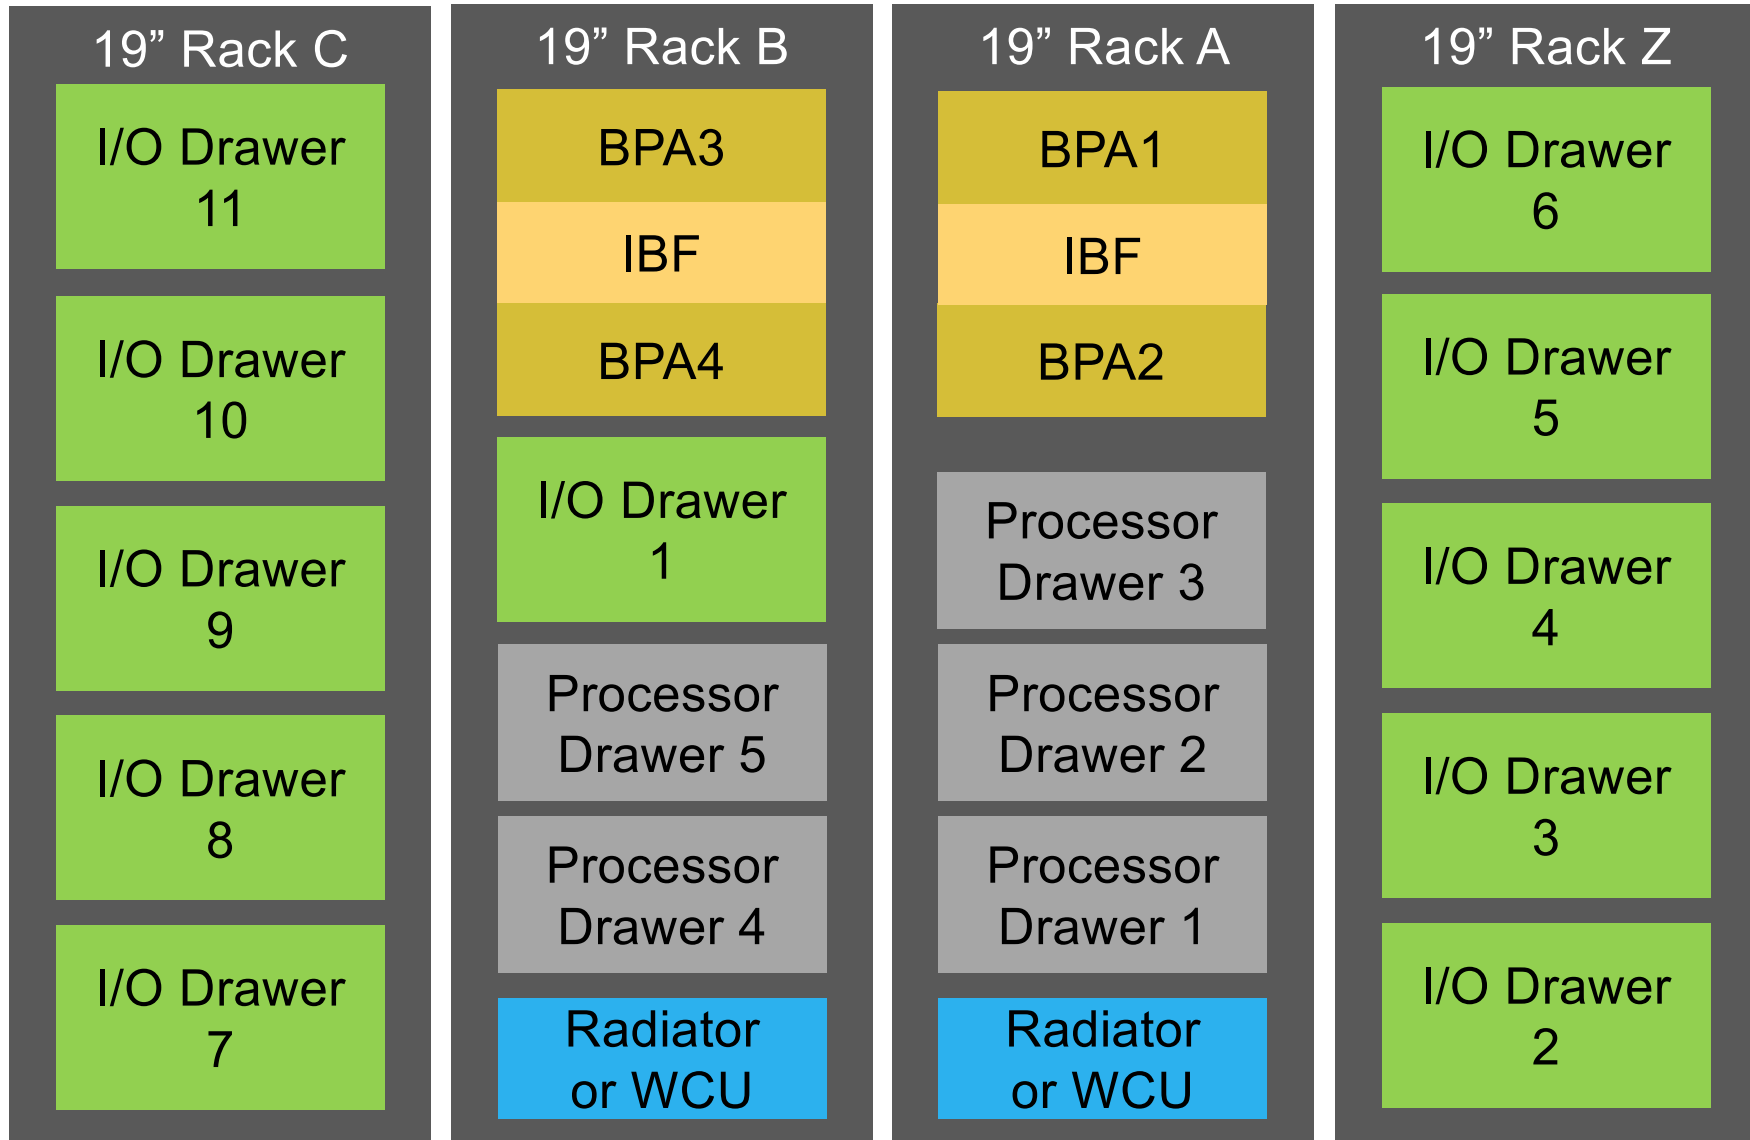 19” Rack C
I/O Drawer
11
I/O Drawer
10
I/O Drawer
9
I/O Drawer
8
I/O Drawer
7
19” Rack B
BPA3
IBF
BPA4
I/O Drawer
1
Processor
Drawer 5
Processor
Drawer 4
Radiator
or WCU
19” Rack A
BPA1
IBF
BPA2
Processor
Drawer 3
Processor
Drawer 2
Processor
Drawer 1
Radiator
or WCU
19” Rack Z
I/O Drawer
6
I/O Drawer
5
I/O Drawer
4
I/O Drawer
3
I/O Drawer
2